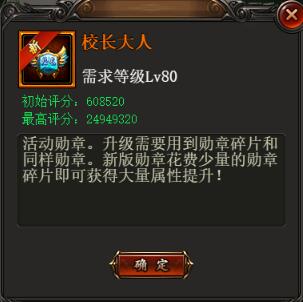 新
校长大人
需求等级Lv80
初始评分：608520
最高评分：24949320
活动勋章。升级需要用到勋章碎片和
同样勋章。新版勋章花费少量的勋章
碎片即可获得大量属性提升！
确 定